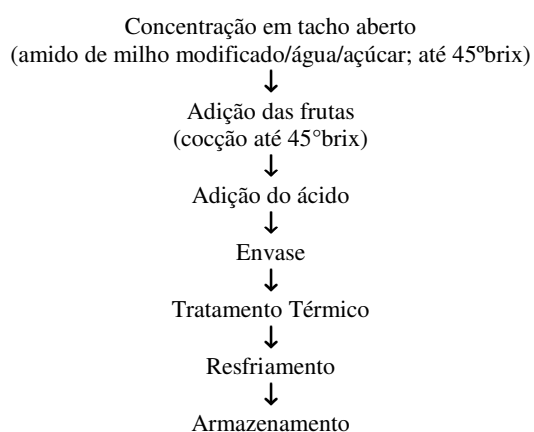 Concentração em tacho aberto
(amido de milho modificado/água/açúcar; até 45ºbrix)
↓
Adição das frutas
(cocção até 45°brix)
↓
Adição do ácido
↓
Envase
↓
Tratamento Térmico
↓
Resfriamento
↓
Armazenamento